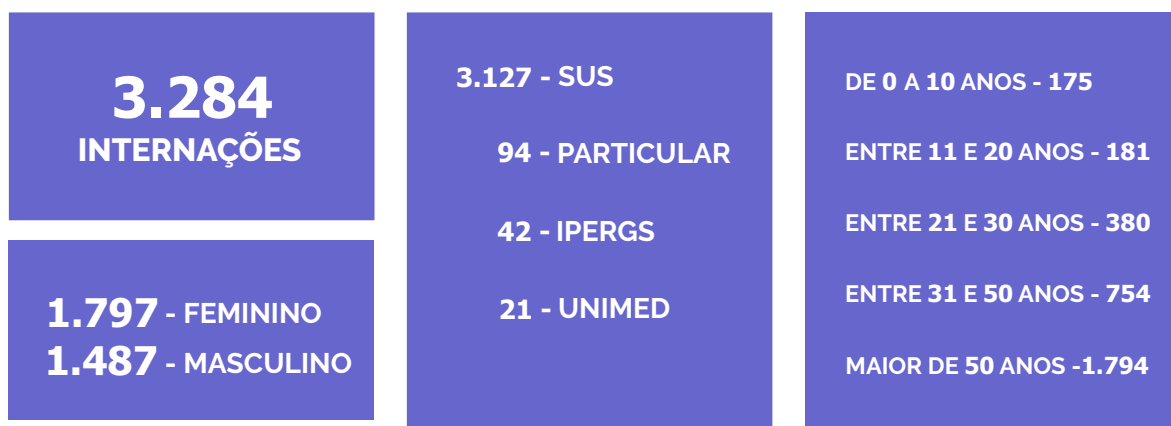 3.284
INTERNAÇÕES
1.797 - FEMININO
1.487 - MASCULINO
3.127 - SUS
94 - PARTICULAR
42 - IPERGS
21 - UNIMED
DE 0 A 10 ANOS - 175
ENTRE 11 E 20 ANOS - 181
ENTRE 21 E 30 ANOS - 380
ENTRE 31 E 50 ANOS - 754
MAIOR DE 50 ANOS -1.794